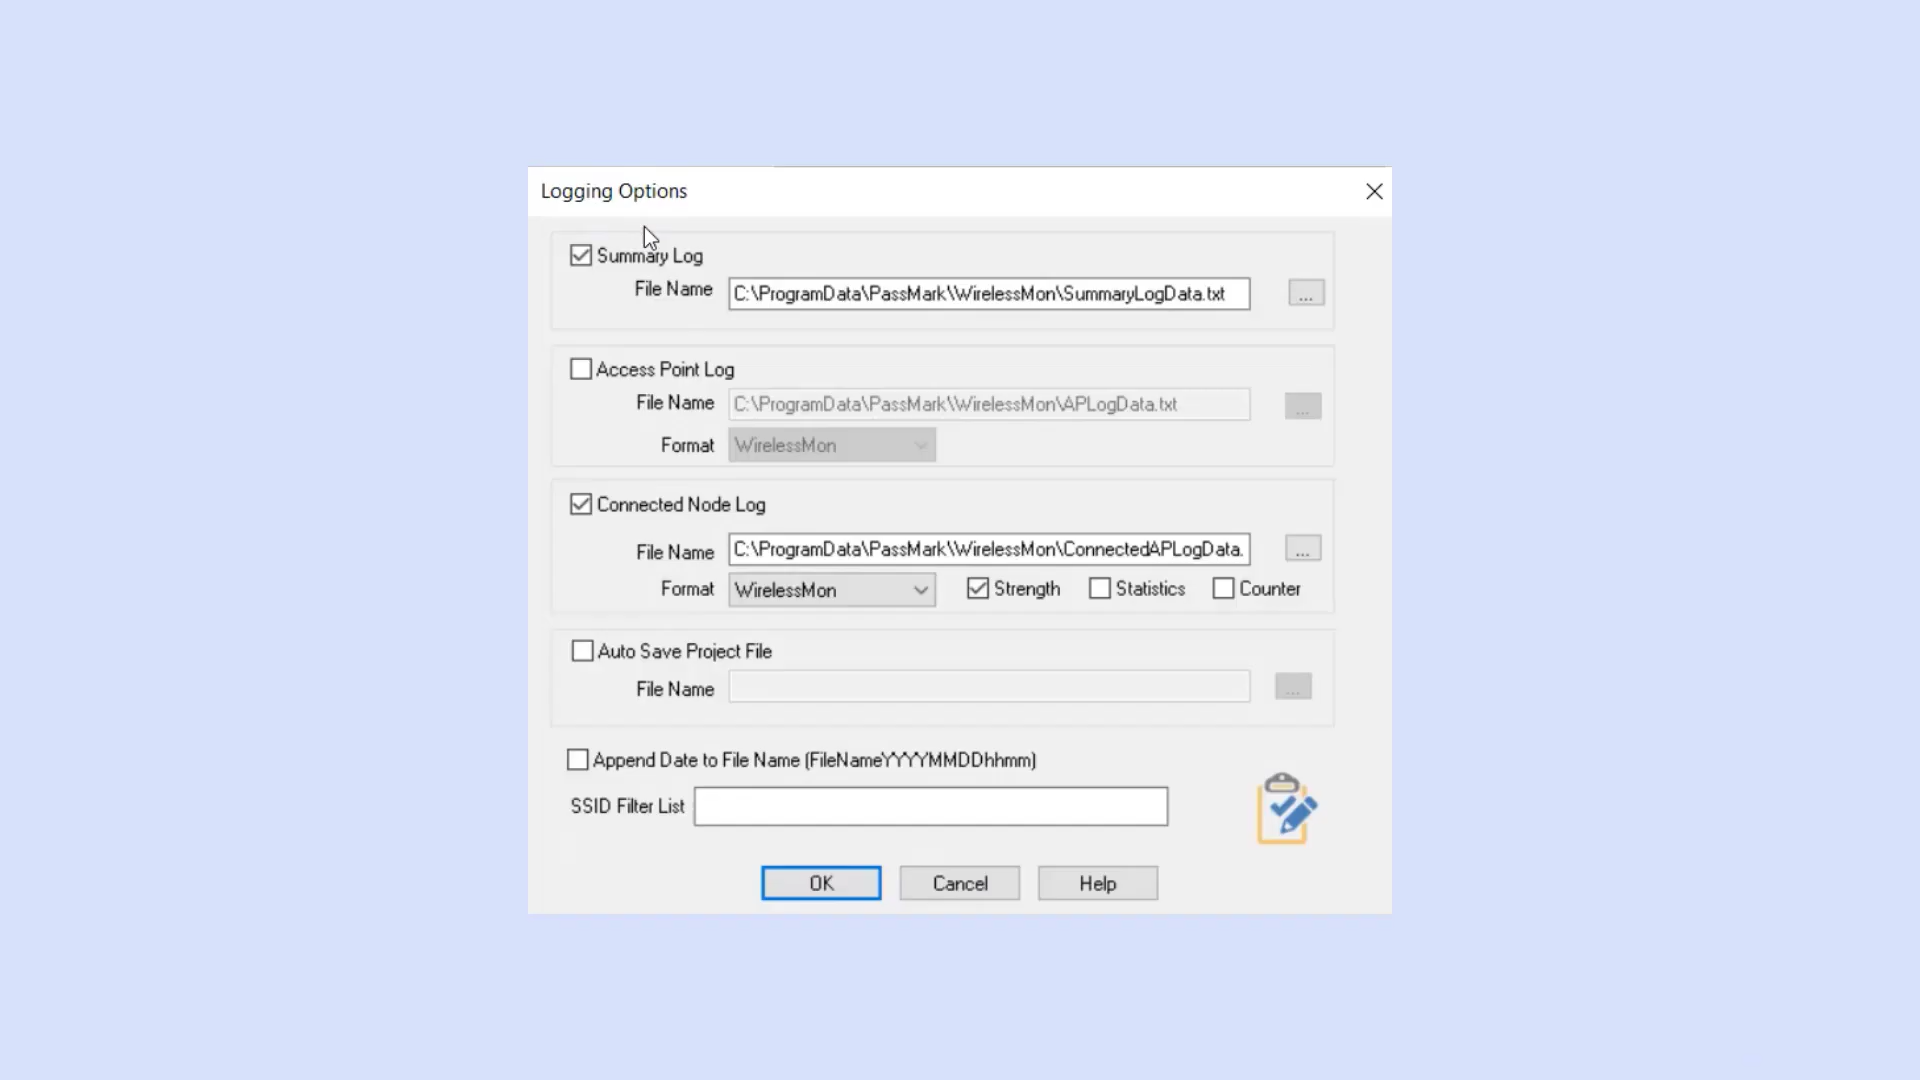 Logging Options
Summary Log
File Name C:\ProgramData\PassMark\WirelessMon\SummaryLogData.txt ...
Access Point Log
File Name C:\ProgramData\PassMark\WirelessMon\APLogData.txt ...
Format WirelessMon
Connected Node Log
File Name C:\ProgramData\PassMark\WirelessMon\ConnectedAPLogData. ...
Format WirelessMon Strength Statistics Counter
Auto Save Project File
File Name ...
Append Date to File Name (FileNameYYYYMMDDhhmm)
SSID Filter List
OK Cancel Help